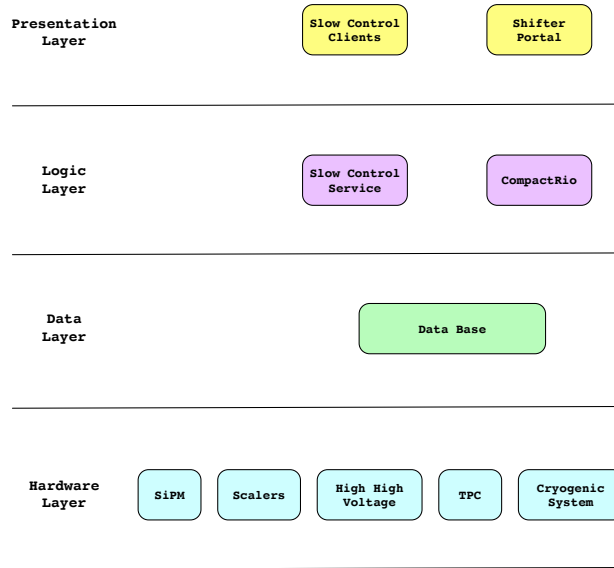 Presentation
Layer
Slow Control
Clients
Shifter
Portal
Logic
Layer
Slow Control
Service
CompactRio
Data
Layer
Data Base
Hardware
Layer
SiPM
Scalers
High High
Voltage
TPC
Cryogenic
System